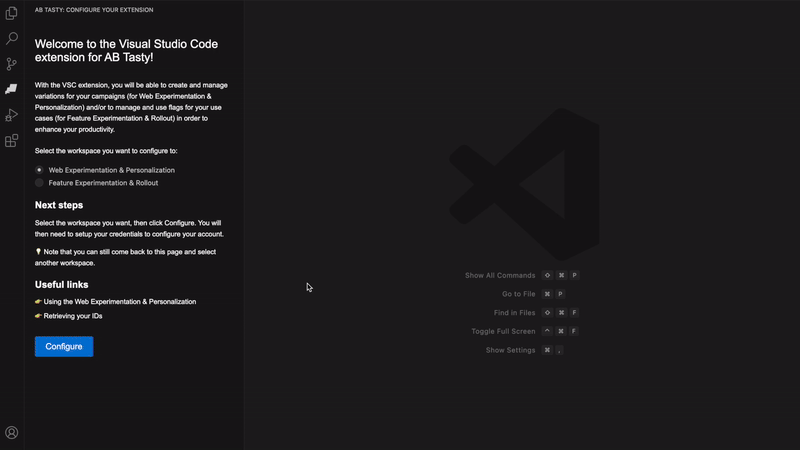 AB TASTY: CONFIGURE YOUR EXTENSION
Welcome to the Visual Studio Code
extension for AB Tasty!
With the VSC extension, you will be able to create and manage
variations for your campaigns (for Web Experimentation &
Personalization) and/or to manage and use flags for your use
cases (for Feature Experimentation & Rollout) in order to
enhance your productivity.
Select the workspace you want to configure to:
Web Experimentation & Personalization
Feature Experimentation & Rollout
Next steps
Select the workspace you want, then click Configure. You will
then need to setup your credentials to configure your account.
💡 Note that you can still come back to this page and select
another workspace.
Useful links
👉 Using the Web Experimentation & Personalization
👉 Retrieving your IDs
Configure
Show All Commands ⇧ ⌘ P
Go to File ⌘ P
Find in Files ⇧ ⌘ F
Toggle Full Screen ⌃ ⌘ F
Show Settings ⌘ ,